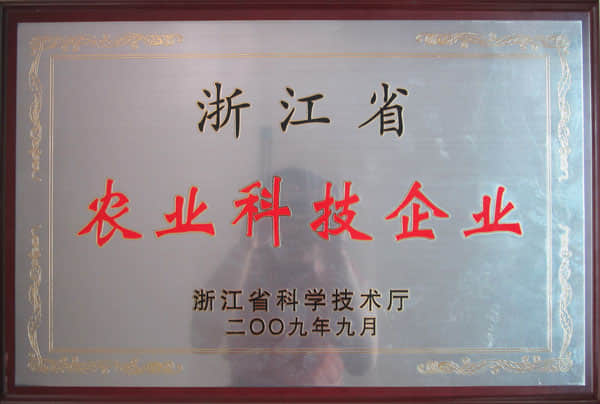 浙江省
农业科技企业
浙江省科学技术厅
二〇〇九年九月